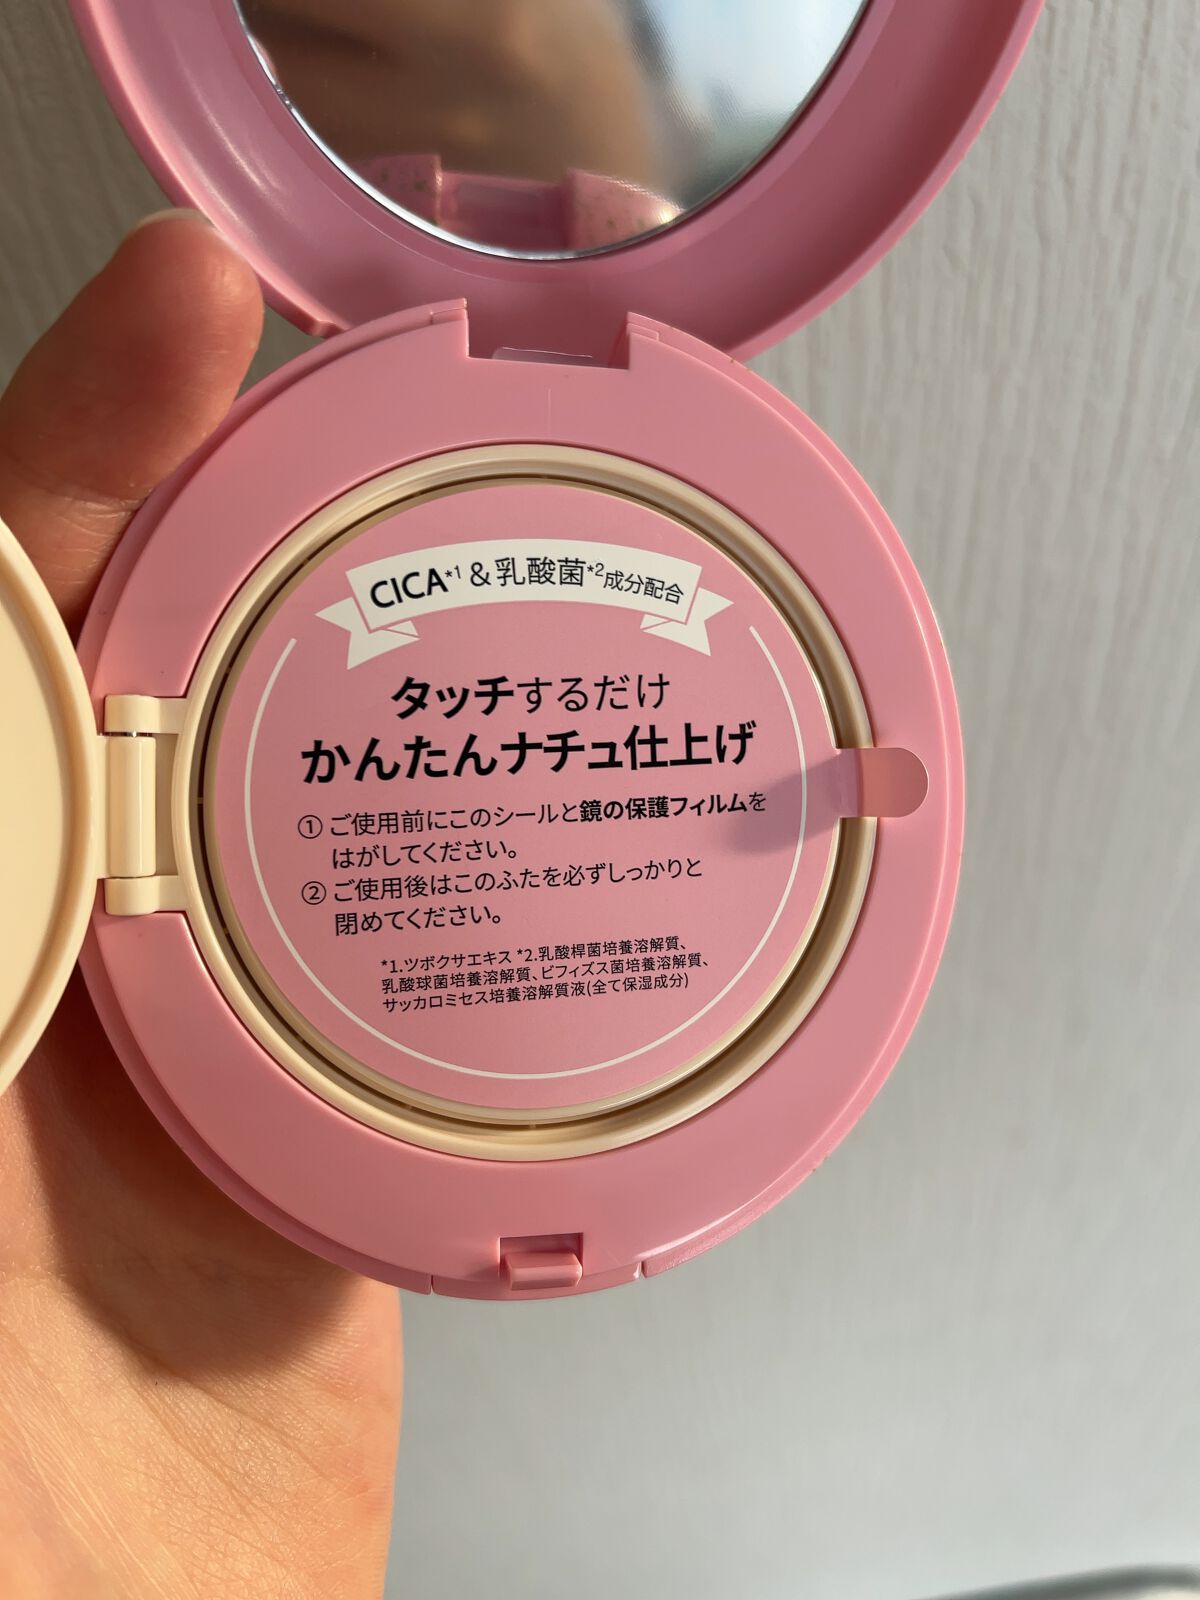 CICA*1 & 乳酸菌*2成分配合
タッチするだけ
かんたんナチュ仕上げ
① ご使用前にこのシールと鏡の保護フィルムを
はがしてください。
② ご使用後はこのふたを必ずしっかりと
閉めてください。
*1.ツボクサエキス *2.乳酸桿菌培養溶解質、
乳酸球菌培養溶解質、ビフィズス菌培養溶解質、
サッカロミセス培養溶解質液(全て保湿成分)